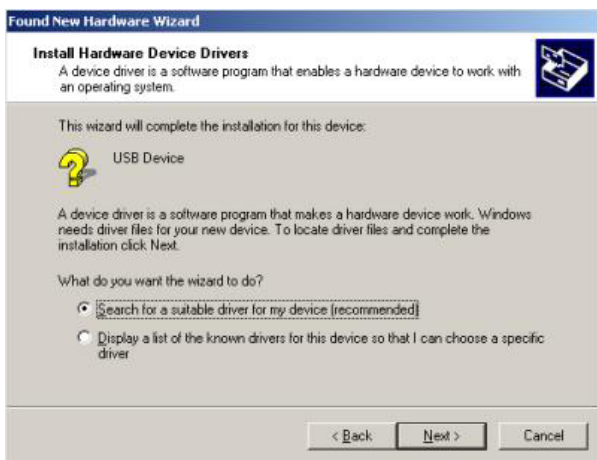 Found New Hardware Wizard
Install Hardware Device Drivers
A device driver is a software program that enables a hardware device to work with
an operating system.
This wizard will complete the installation for this device:
USB Device
A device driver is a software program that makes a hardware device work. Windows
needs driver files for your new device. To locate driver files and complete the
installation click Next.
What do you want the wizard to do?
Search for a suitable driver for my device (recommended)
Display a list of the known drivers for this device so that I can choose a specific
driver
< Back
Next >
Cancel